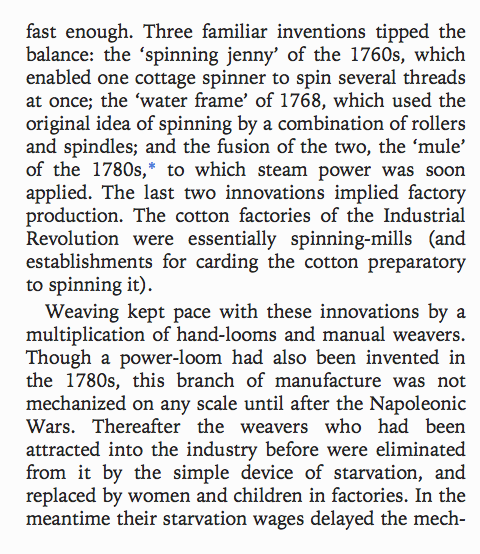 fast enough. Three familiar inventions tipped the
balance: the ‘spinning jenny’ of the 1760s, which
enabled one cottage spinner to spin several threads
at once; the ‘water frame’ of 1768, which used the
original idea of spinning by a combination of rollers
and spindles; and the fusion of the two, the ‘mule’
of the 1780s,* to which steam power was soon
applied. The last two innovations implied factory
production. The cotton factories of the Industrial
Revolution were essentially spinning-mills (and
establishments for carding the cotton preparatory
to spinning it).
Weaving kept pace with these innovations by a
multiplication of hand-looms and manual weavers.
Though a power-loom had also been invented in
the 1780s, this branch of manufacture was not
mechanized on any scale until after the Napoleonic
Wars. Thereafter the weavers who had been
attracted into the industry before were eliminated
from it by the simple device of starvation, and
replaced by women and children in factories. In the
meantime their starvation wages delayed the mech-